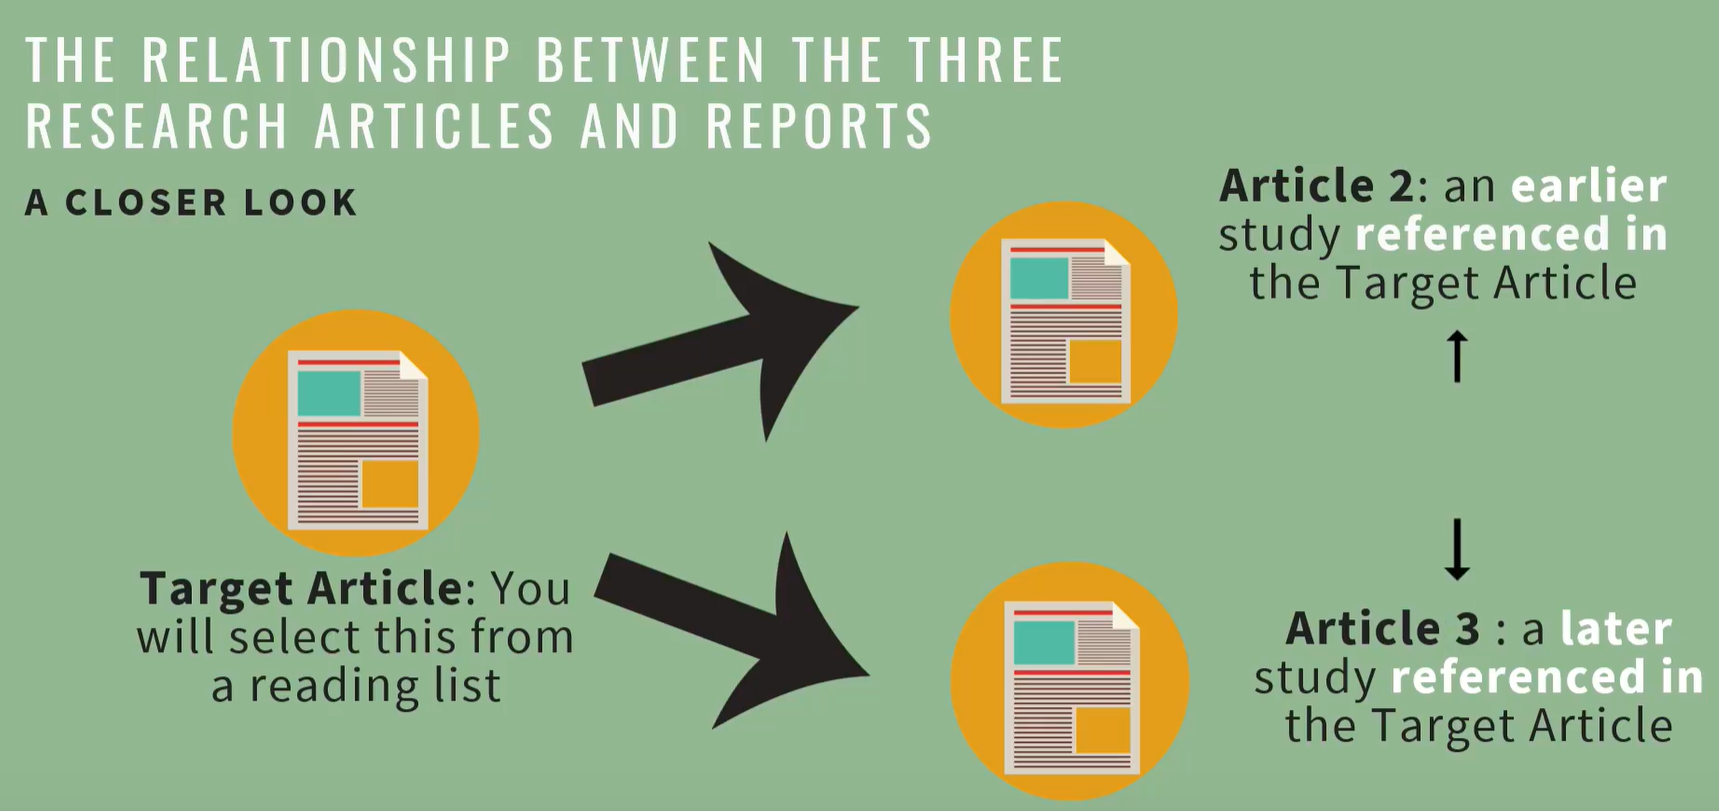 THE RELATIONSHIP BETWEEN THE THREE
RESEARCH ARTICLES AND REPORTS
A CLOSER LOOK
Article 2: an earlier
study referenced in
the Target Article
Target Article: You
will select this from
a reading list
Article 3 : a later
study referenced in
the Target Article